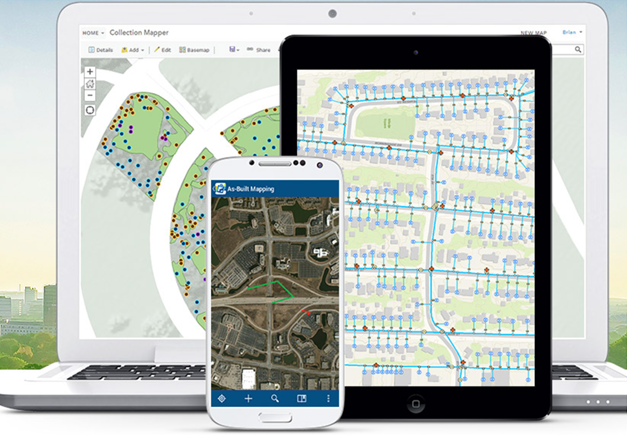 HOME
Collection Mapper
NEW MAP
Brian
Details
Add
Edit
Basemap
Share
As-Built Mapping